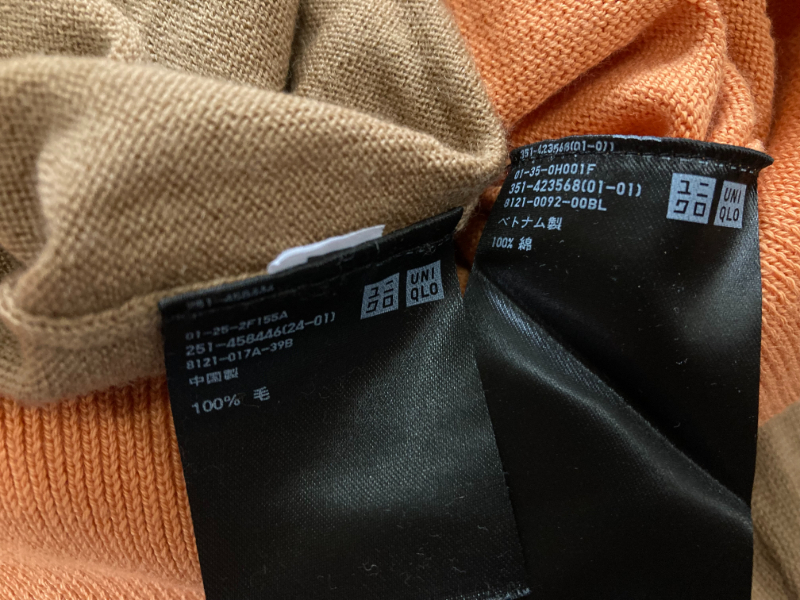 01-25-2F155A
251-458446(24-01)
8121-017A-39B
中国製
100% 毛
ユニ
クロ
UNI
QLO
351-423568(01-01)
01-35-0H001F
351-423568(01-01)
8121-0092-00BL
ベトナム製
100% 綿
ユニ
クロ
UNI
QLO